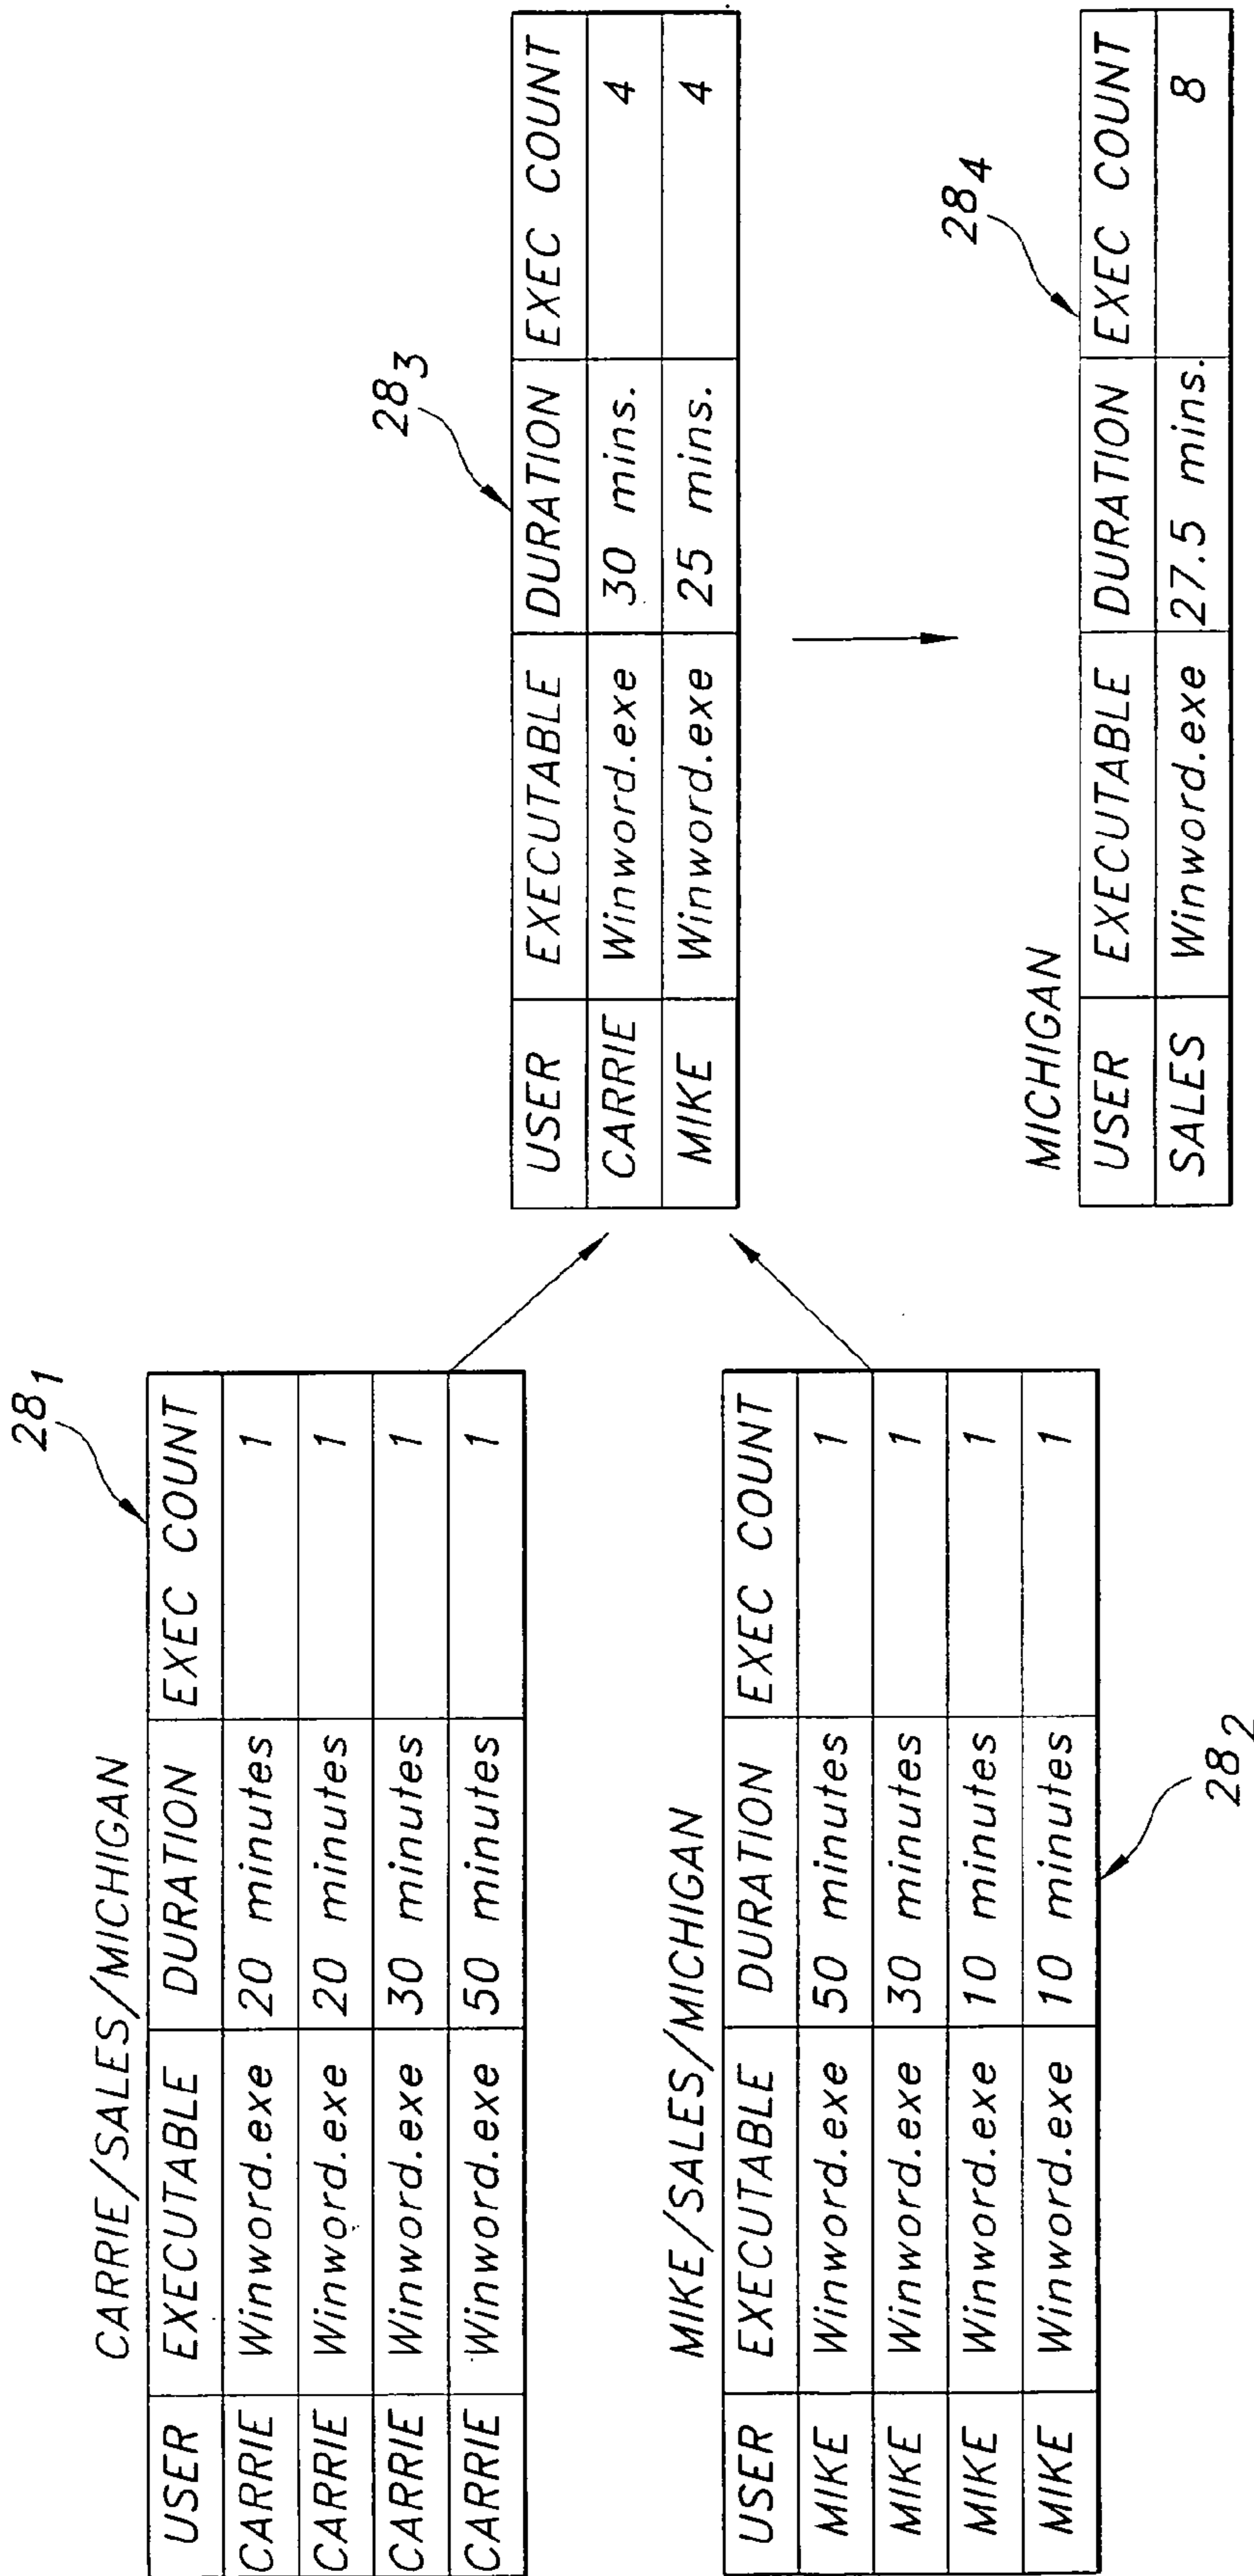 CARRIE/SALES/MICHIGAN
28₁
USER EXECUTABLE DURATION EXEC COUNT
CARRIE Winword.exe 20 minutes 1
CARRIE Winword.exe 20 minutes 1
CARRIE Winword.exe 30 minutes 1
CARRIE Winword.exe 50 minutes 1
MIKE/SALES/MICHIGAN
USER EXECUTABLE DURATION EXEC COUNT
MIKE Winword.exe 50 minutes 1
MIKE Winword.exe 30 minutes 1
MIKE Winword.exe 10 minutes 1
MIKE Winword.exe 10 minutes 1
28₂
28₃
USER EXECUTABLE DURATION EXEC COUNT
CARRIE Winword.exe 30 mins. 4
MIKE Winword.exe 25 mins. 4
MICHIGAN
28₄
USER EXECUTABLE DURATION EXEC COUNT
SALES Winword.exe 27.5 mins. 8